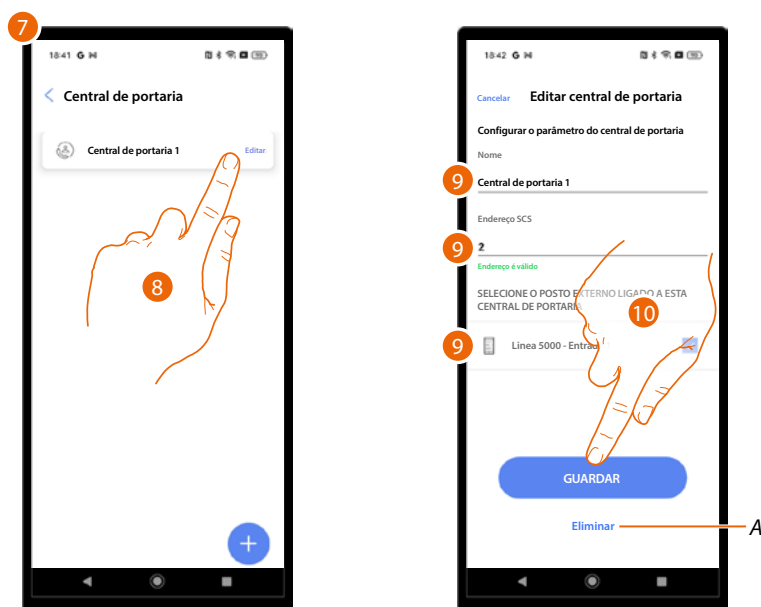 7
18:41 G
Central de portaria
Central de portaria 1 Editar
8
18:42 G
Cancelar Editar central de portaria
Configurar o parâmetro do central de portaria
Nome
9 Central de portaria 1
Endereço SCS
9 2
Endereço é válido
SELECIONE O POSTO EXTERNO LIGADO A ESTA
CENTRAL DE PORTARIA
10
9 Linea 5000 -
GUARDAR
Eliminar A